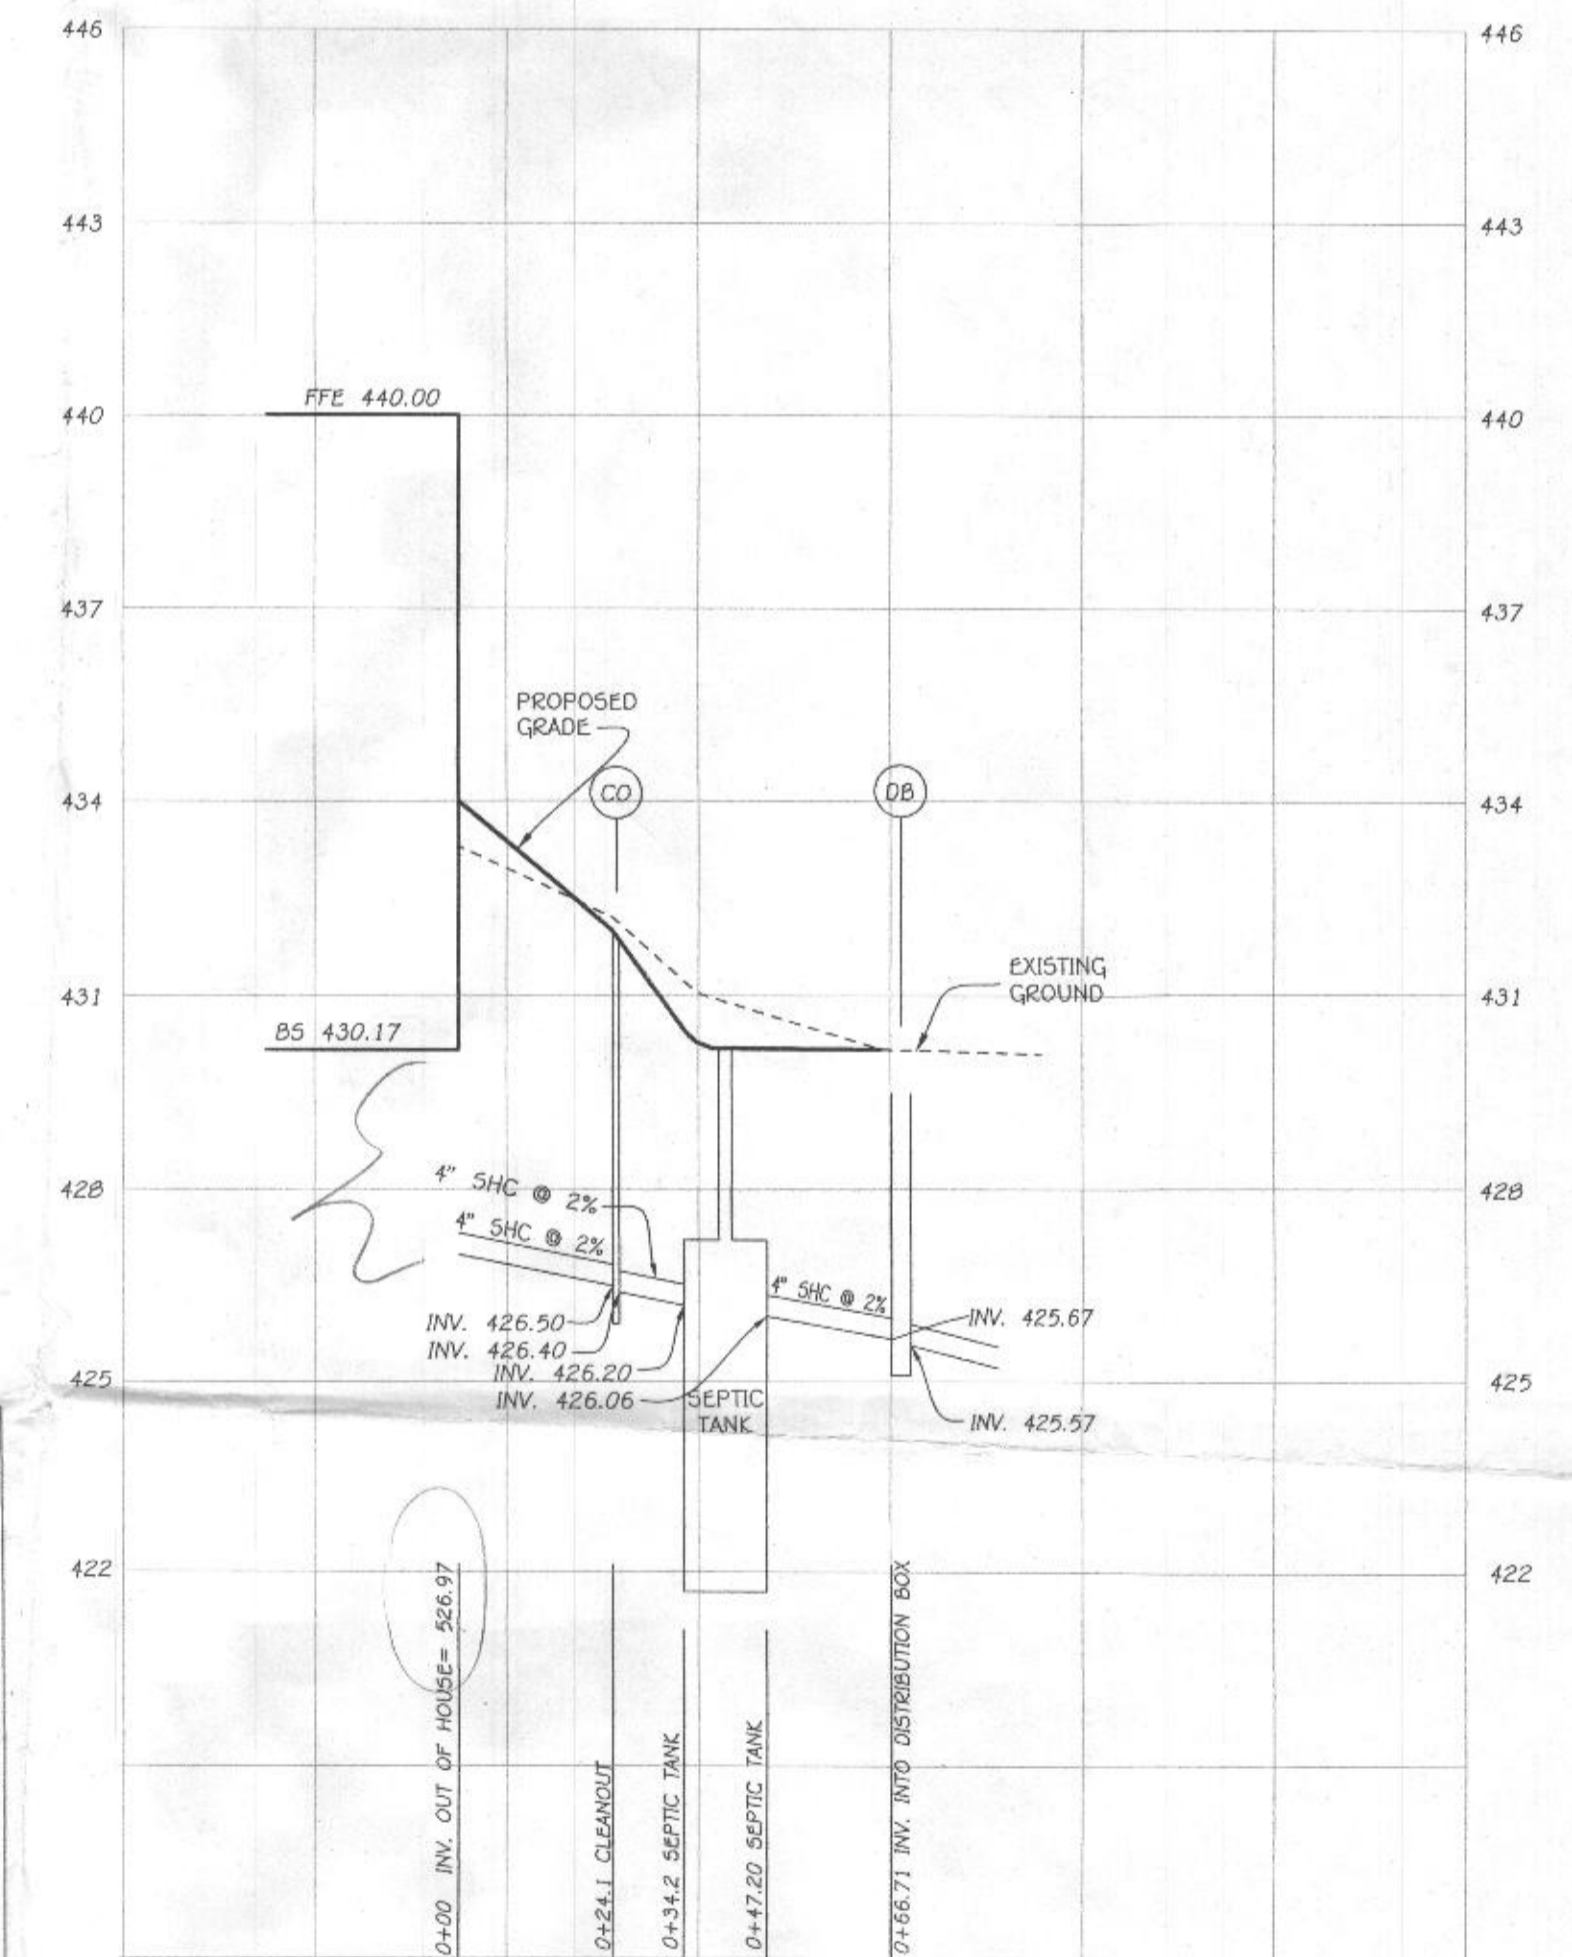 446 446
443 443
FFE 440.00
440 440
437 437
PROPOSED
GRADE
CO
DB
434 434
EXISTING
GROUND
431 431
BS 430.17
4" SHC @ 2%
428 428
4" SHC @ 2%
4" SHC @ 2%
INV. 426.50
INV. 425.67
INV. 426.40
INV. 426.20
425 425
INV. 426.06
SEPTIC
TANK
INV. 425.57
422 422
0+00 INV. OUT OF HOUSE= 526.97
0+24.1 CLEANOUT
0+34.2 SEPTIC TANK
0+47.20 SEPTIC TANK
0+66.71 INV. INTO DISTRIBUTION BOX